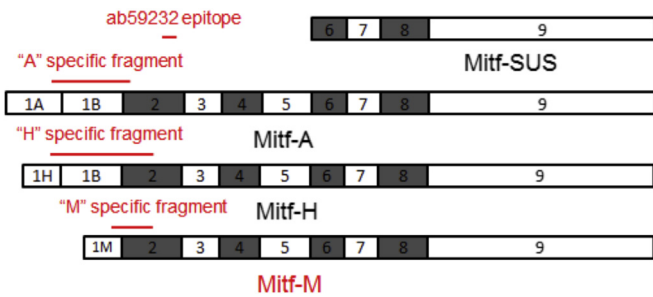 ab59232 epitope
6 7 8 9
"A" specific fragment
Mitf-SUS
1A 1B 2 3 4 5 6 7 8 9
"H" specific fragment
Mitf-A
1H 1B 2 3 4 5 6 7 8 9
"M" specific fragment
Mitf-H
1M 2 3 4 5 6 7 8 9
Mitf-M